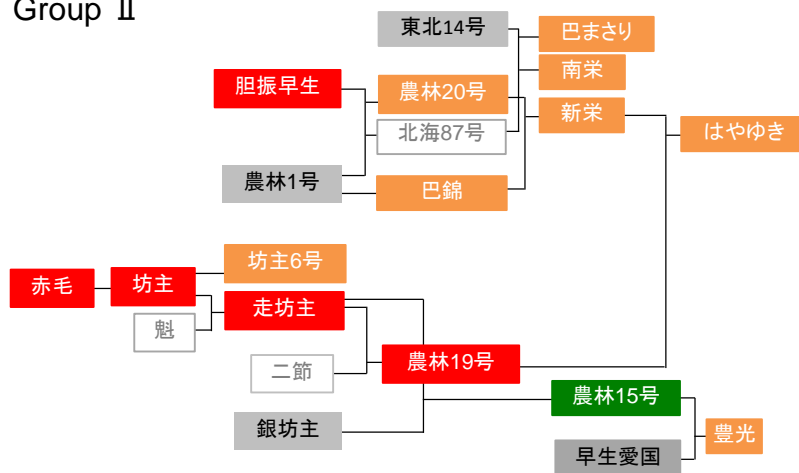 Group Ⅱ
東北14号
巴まさり
南栄
胆振早生
農林20号
新栄
北海87号
はやゆき
農林1号
巴錦
坊主6号
赤毛
坊主
走坊主
魁
二節
農林19号
農林15号
銀坊主
豊光
早生愛国